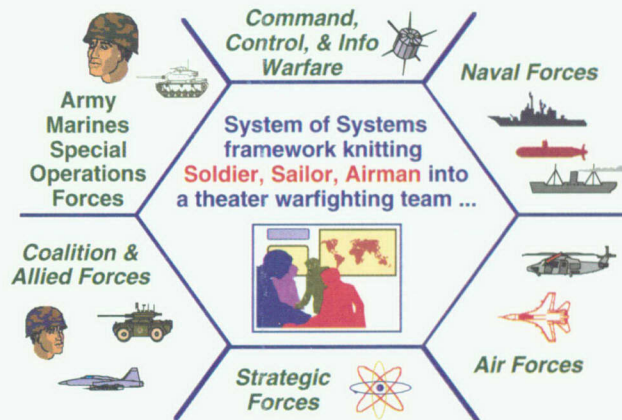 Command,
Control, & Info
Warfare
Army
Marines
Special
Operations
Forces
Naval Forces
System of Systems
framework knitting
Soldier, Sailor, Airman into
a theater warfighting team ...
Coalition &
Allied Forces
Strategic
Forces
Air Forces